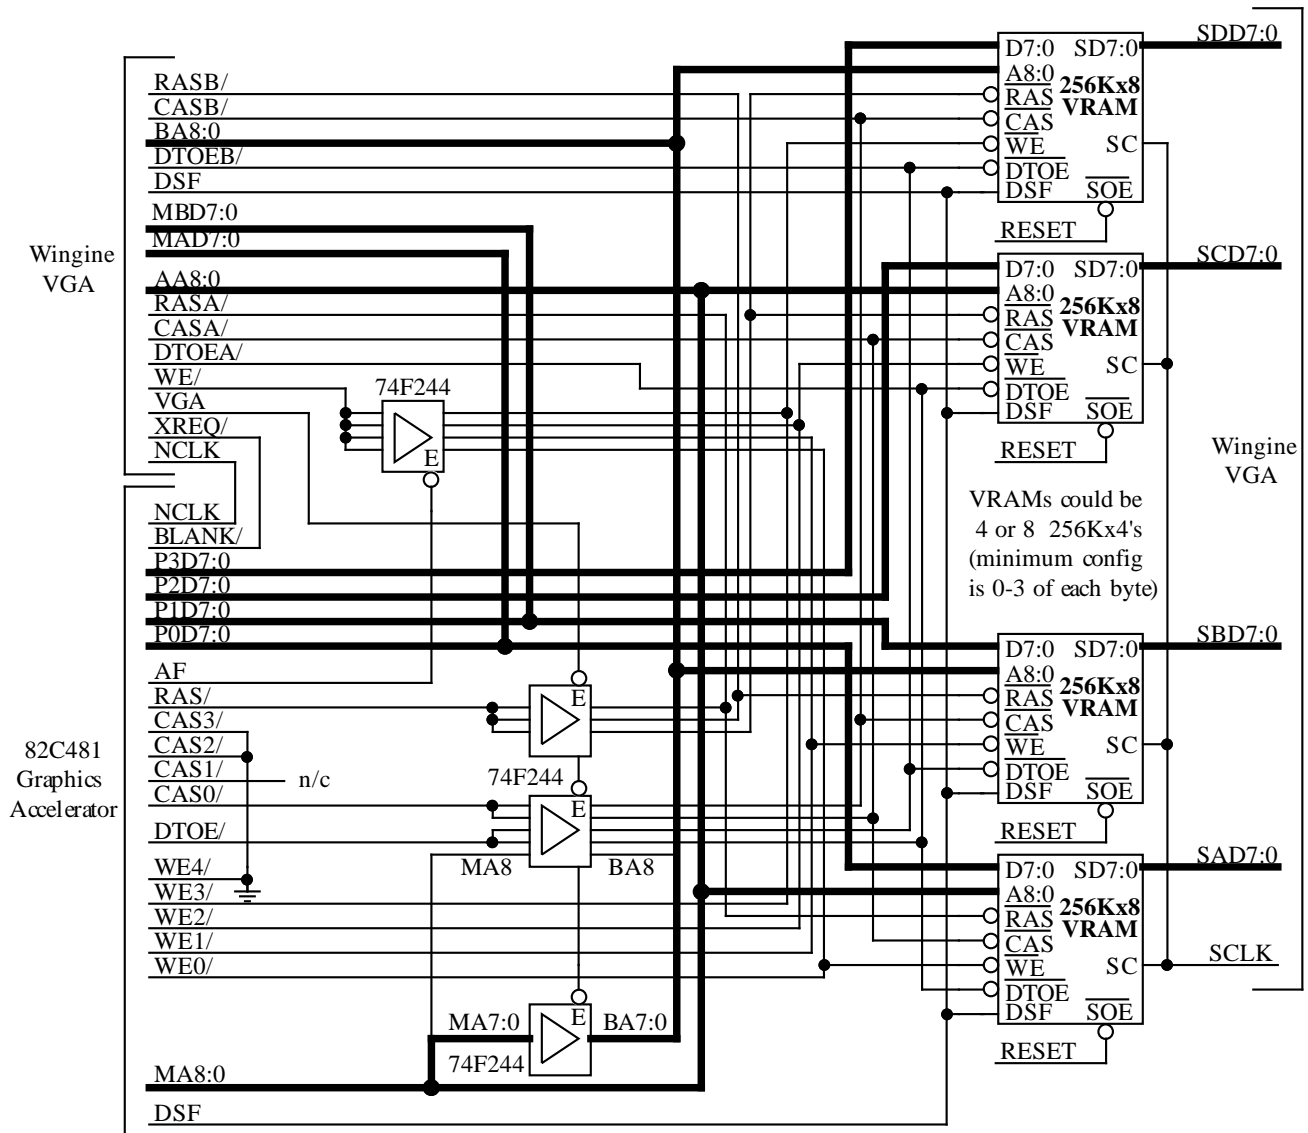 RASB/
CASB/
BA8:0
DTOEB/
DSF
MBD7:0
MAD7:0
AA8:0
RASA/
CASA/
DTOEA/
WE/
VGA
XREQ/
NCLK
Wingine
VGA
NCLK
BLANK/
P3D7:0
P2D7:0
P1D7:0
P0D7:0
AF
RAS/
CAS3/
CAS2/
CAS1/
n/c
CAS0/
DTOE/
WE4/
WE3/
WE2/
WE1/
WE0/
MA8:0
DSF
82C481
Graphics
Accelerator
74F244
E
E
74F244
E
MA8
BA8
E
MA7:0
BA7:0
74F244
D7:0 SD7:0
A8:0
256Kx8
RAS
VRAM
CAS
WE
SC
DTOE
DSF
SOE
RESET
SDD7:0
D7:0 SD7:0
A8:0
256Kx8
RAS
VRAM
CAS
WE
SC
DTOE
DSF
SOE
RESET
SCD7:0
VRAMs could be
4 or 8 256Kx4's
(minimum config
is 0-3 of each byte)
D7:0 SD7:0
A8:0
256Kx8
RAS
VRAM
CAS
WE
SC
DTOE
DSF
SOE
RESET
SBD7:0
D7:0 SD7:0
A8:0
256Kx8
RAS
VRAM
CAS
WE
SC
DTOE
DSF
SOE
RESET
SAD7:0
SCLK
Wingine
VGA